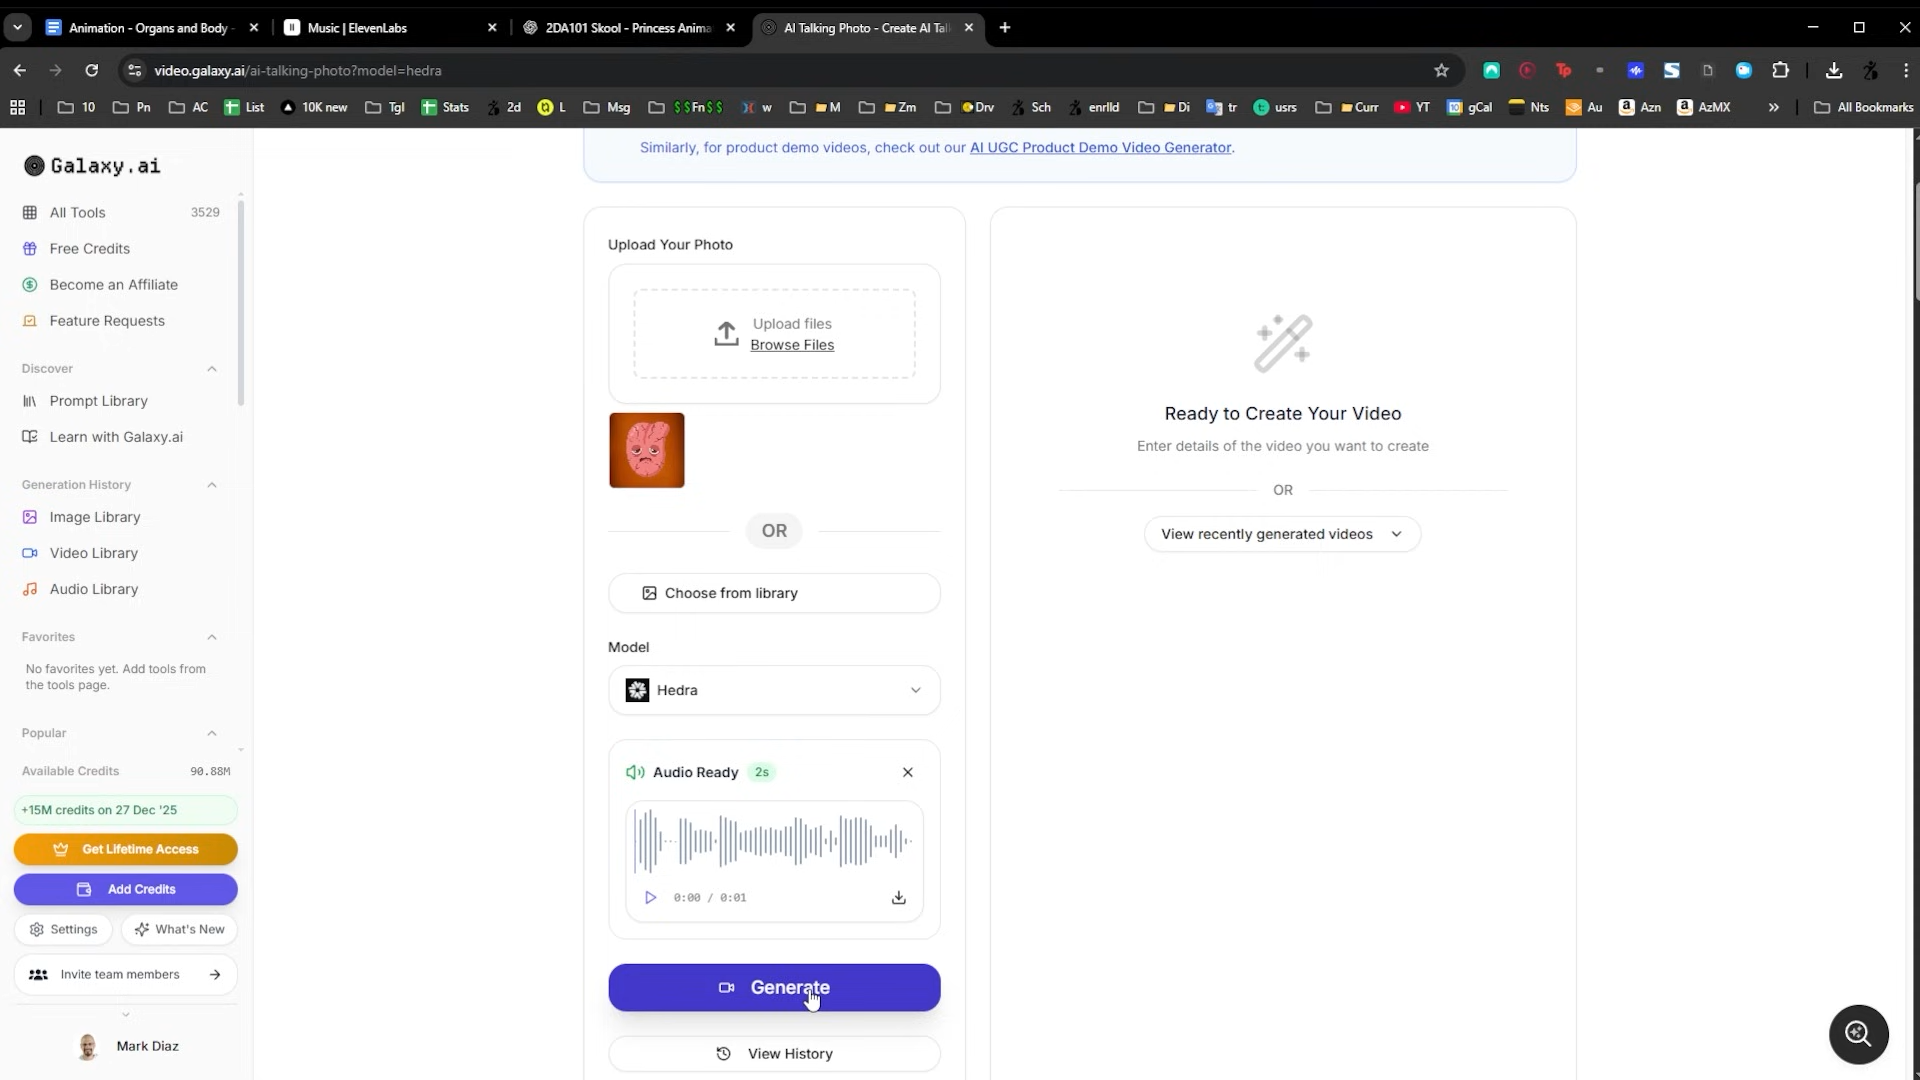 Animation - Organs and Body
Music | ElevenLabs
2DA101 Skool - Princess Anima
AI Talking Photo - Create AI Tal
video.galaxy.ai/ai-talking-photo?model=hedra
10
Pn
AC
List
10K new
Tgl
Stats
2d
L
Msg
$$Fn$$
w
M
Zm
Drv
Sch
enrlld
Di
tr
usrs
Curr
YT
gCal
Nts
Au
Azn
AzMX
All Bookmarks
Galaxy.ai
All Tools 3529
Free Credits
Become an Affiliate
Feature Requests
Discover
Prompt Library
Learn with Galaxy.ai
Generation History
Image Library
Video Library
Audio Library
Favorites
No favorites yet. Add tools from
the tools page.
Popular
Available Credits 90.88M
+15M credits on 27 Dec '25
Get Lifetime Access
Add Credits
Settings
What's New
Invite team members
Mark Diaz
Similarly, for product demo videos, check out our AI UGC Product Demo Video Generator.
Upload Your Photo
Upload files
Browse Files
OR
Choose from library
Model
Hedra
Audio Ready 2s
0:00 / 0:01
Generate
View History
Ready to Create Your Video
Enter details of the video you want to create
OR
View recently generated videos